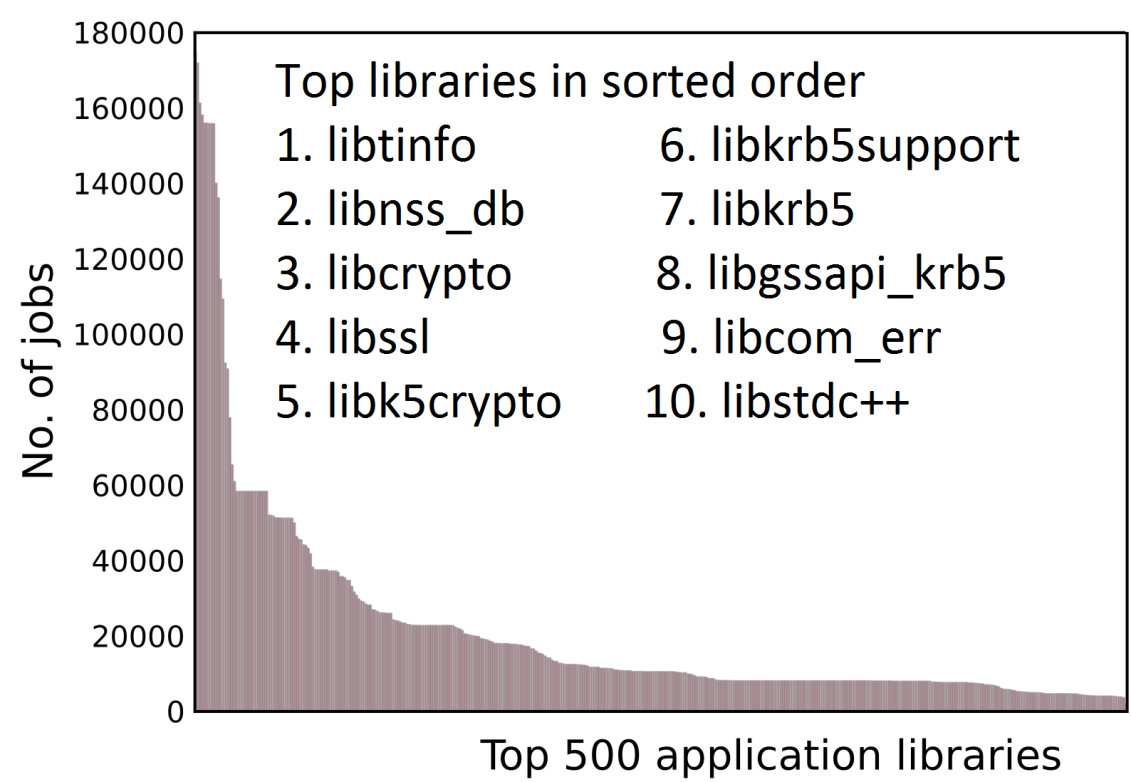 180000
160000
140000
120000
100000
80000
60000
40000
20000
0
No. of jobs
Top libraries in sorted order
1. libtinfo
2. libnss_db
3. libcrypto
4. libssl
5. libk5crypto
6. libkrb5support
7. libkrb5
8. libgssapi_krb5
9. libcom_err
10. libstdc++
Top 500 application libraries